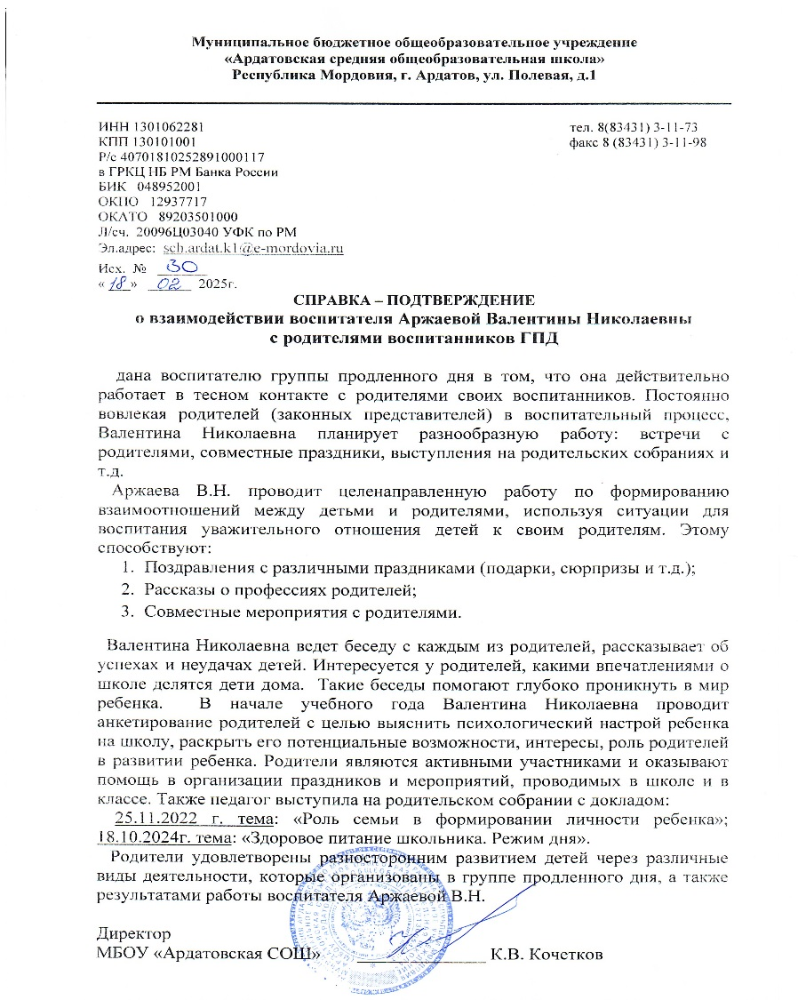 Муниципальное бюджетное общеобразовательное учреждение
«Ардатовская средняя общеобразовательная школа»
Республика Мордовия, г. Ардатов, ул. Полевая, д.1
ИНН 1301062281
тел. 8(83431) 3-11-73
КПП 130101001
факс 8 (83431) 3-11-98
Р/с 40701810252891000117
в ГРКЦ НБ РМ Банка России
БИК 048952001
ОКПО 12937717
ОКАТО 89203501000
Л/сч. 20096Ц03040 УФК по РМ
Эл.адрес: sch.ardat.k1@e-mordovia.ru
Исх. № 30
« 18 » 02 2025г.
СПРАВКА – ПОДТВЕРЖДЕНИЕ
о взаимодействии воспитателя Аржаевой Валентины Николаевны
с родителями воспитанников ГПД
дана воспитателю группы продленного дня в том, что она действительно
работает в тесном контакте с родителями своих воспитанников. Постоянно
вовлекая родителей (законных представителей) в воспитательный процесс,
Валентина Николаевна планирует разнообразную работу: встречи с
родителями, совместные праздники, выступления на родительских собраниях и
т.д.
Аржаева В.Н. проводит целенаправленную работу по формированию
взаимоотношений между детьми и родителями, используя ситуации для
воспитания уважительного отношения детей к своим родителям. Этому
способствуют:
1. Поздравления с различными праздниками (подарки, сюрпризы и т.д.);
2. Рассказы о профессиях родителей;
3. Совместные мероприятия с родителями.
Валентина Николаевна ведет беседу с каждым из родителей, рассказывает об
успехах и неудачах детей. Интересуется у родителей, какими впечатлениями о
школе делятся дети дома. Такие беседы помогают глубоко проникнуть в мир
ребенка. В начале учебного года Валентина Николаевна проводит
анкетирование родителей с целью выяснить психологический настрой ребенка
на школу, раскрыть его потенциальные возможности, интересы, роль родителей
в развитии ребенка. Родители являются активными участниками и оказывают
помощь в организации праздников и мероприятий, проводимых в школе и в
классе. Также педагог выступила на родительском собрании с докладом:
25.11.2022 г. тема: «Роль семьи в формировании личности ребенка»;
18.10.2024г. тема: «Здоровое питание школьника. Режим дня».
Родители удовлетворены разносторонним развитием детей через различные
виды деятельности, которые организованы в группе продленного дня, а также
результатами работы воспитателя Аржаевой В.Н.
Директор
МБОУ «Ардатовская СОШ» ______________ К.В. Кочетков